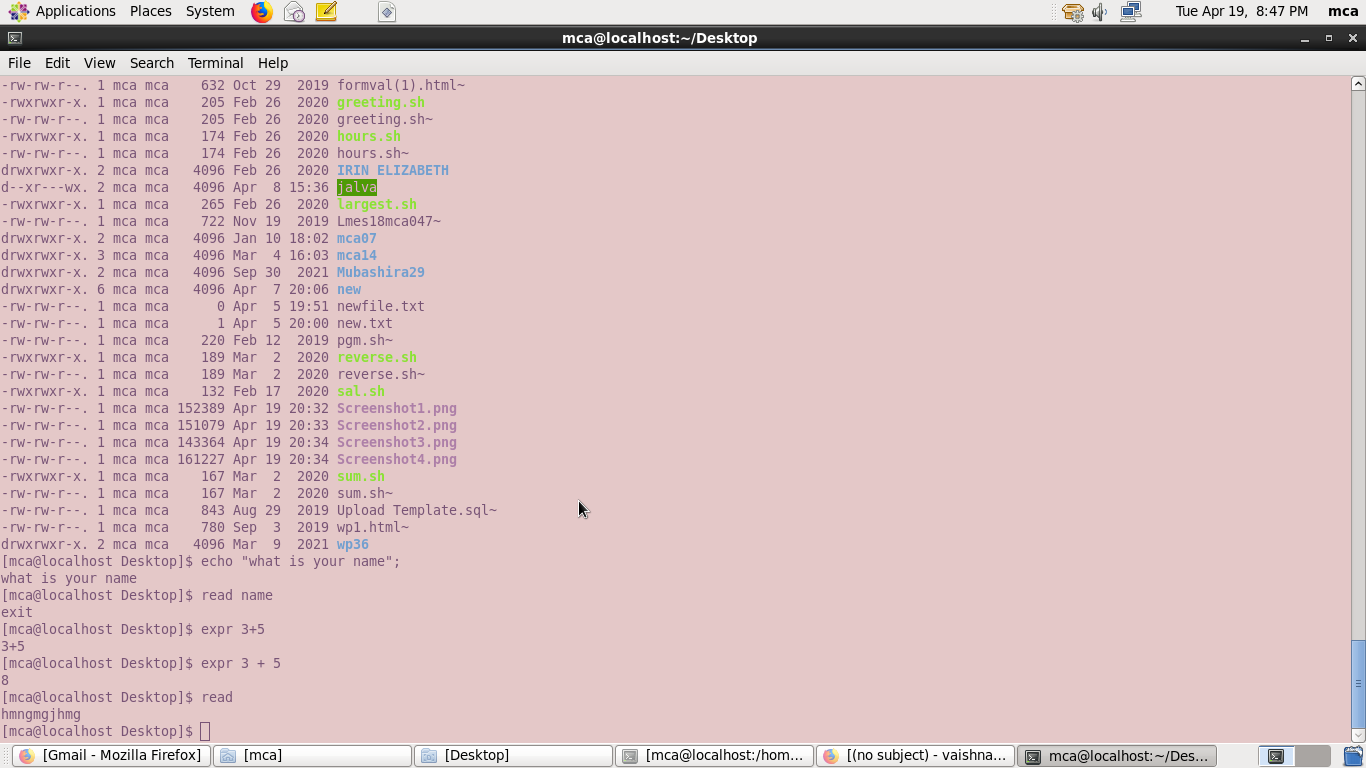 Applications Places System Tue Apr 19, 8:47 PM mca
mca@localhost:~/Desktop
File Edit View Search Terminal Help
-rw-rw-r--. 1 mca mca    632 Oct 29  2019 formval(1).html~
-rwxrwxr-x. 1 mca mca    205 Feb 26  2020 greeting.sh
-rw-rw-r--. 1 mca mca    205 Feb 26  2020 greeting.sh~
-rwxrwxr-x. 1 mca mca    174 Feb 26  2020 hours.sh
-rw-rw-r--. 1 mca mca    174 Feb 26  2020 hours.sh~
drwxrwxr-x. 2 mca mca   4096 Feb 26  2020 IRIN ELIZABETH
d--xr---wx. 2 mca mca   4096 Apr  8 15:36 jalva
-rwxrwxr-x. 1 mca mca    265 Feb 26  2020 largest.sh
-rw-rw-r--. 1 mca mca    722 Nov 19  2019 Lmes18mca047~
drwxrwxr-x. 2 mca mca   4096 Jan 10 18:02 mca07
drwxrwxr-x. 3 mca mca   4096 Mar  4 16:03 mca14
drwxrwxr-x. 2 mca mca   4096 Sep 30  2021 Mubashira29
drwxrwxr-x. 6 mca mca   4096 Apr  7 20:06 new
-rw-rw-r--. 1 mca mca      0 Apr  5 19:51 newfile.txt
-rw-rw-r--. 1 mca mca      1 Apr  5 20:00 new.txt
-rw-rw-r--. 1 mca mca    220 Feb 12  2019 pgm.sh~
-rwxrwxr-x. 1 mca mca    189 Mar  2  2020 reverse.sh
-rw-rw-r--. 1 mca mca    189 Mar  2  2020 reverse.sh~
-rwxrwxr-x. 1 mca mca    132 Feb 17  2020 sal.sh
-rw-rw-r--. 1 mca mca 152389 Apr 19 20:32 Screenshot1.png
-rw-rw-r--. 1 mca mca 151079 Apr 19 20:33 Screenshot2.png
-rw-rw-r--. 1 mca mca 143364 Apr 19 20:34 Screenshot3.png
-rw-rw-r--. 1 mca mca 161227 Apr 19 20:34 Screenshot4.png
-rwxrwxr-x. 1 mca mca    167 Mar  2  2020 sum.sh
-rw-rw-r--. 1 mca mca    167 Mar  2  2020 sum.sh~
-rw-rw-r--. 1 mca mca    843 Aug 29  2019 Upload Template.sql~
-rw-rw-r--. 1 mca mca    780 Sep  3  2019 wp1.html~
drwxrwxr-x. 2 mca mca   4096 Mar  9  2021 wp36
[mca@localhost Desktop]$ echo "what is your name";
what is your name
[mca@localhost Desktop]$ read name
exit
[mca@localhost Desktop]$ expr 3+5
3+5
[mca@localhost Desktop]$ expr 3 + 5
8
[mca@localhost Desktop]$ read
hmngmgjhmg
[mca@localhost Desktop]$
[Gmail - Mozilla Firefox] [mca] [Desktop] [mca@localhost:/hom... [(no subject) - vaishna... mca@localhost:~/Des...